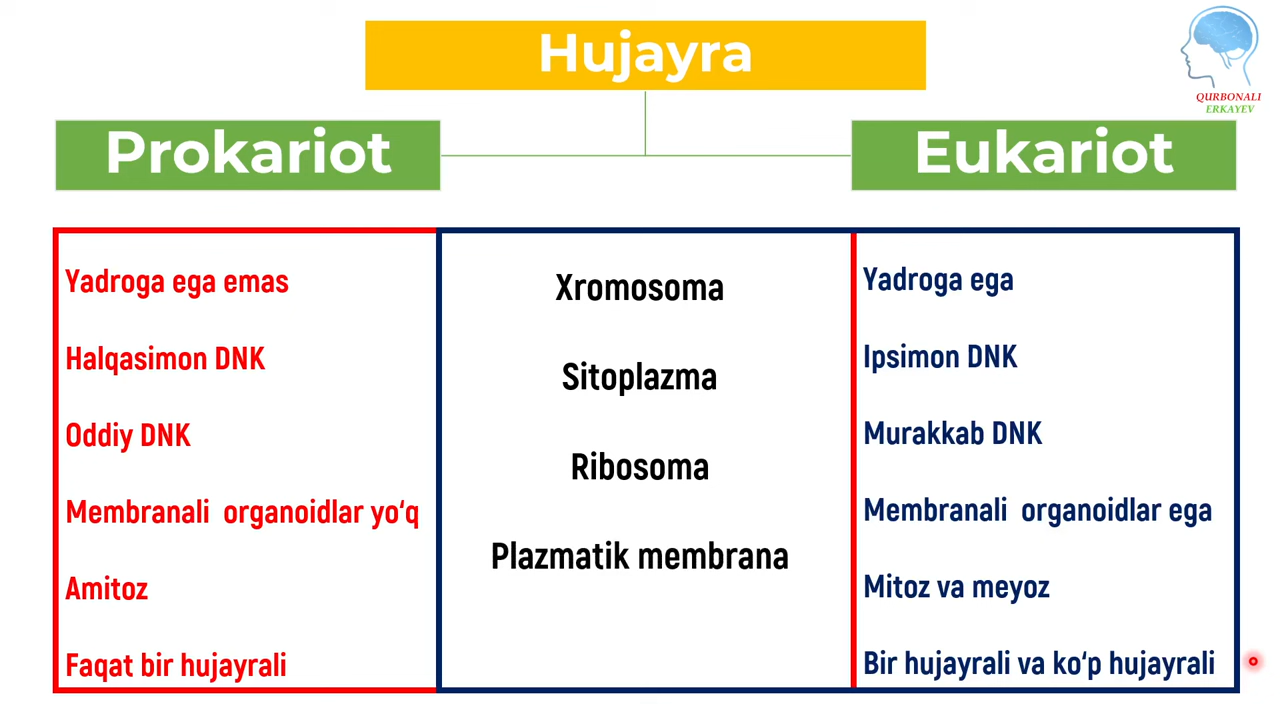 Hujayra
QURBONALI
ERKAYEV
Prokariot
Eukariot
Yadroga ega emas
Halqasimon DNK
Oddiy DNK
Membranali organoidlar yo‘q
Amitoz
Faqat bir hujayrali
Xromosoma
Sitoplazma
Ribosoma
Plazmatik membrana
Yadroga ega
Ipsimon DNK
Murakkab DNK
Membranali organoidlar ega
Mitoz va meyoz
Bir hujayrali va ko‘p hujayrali